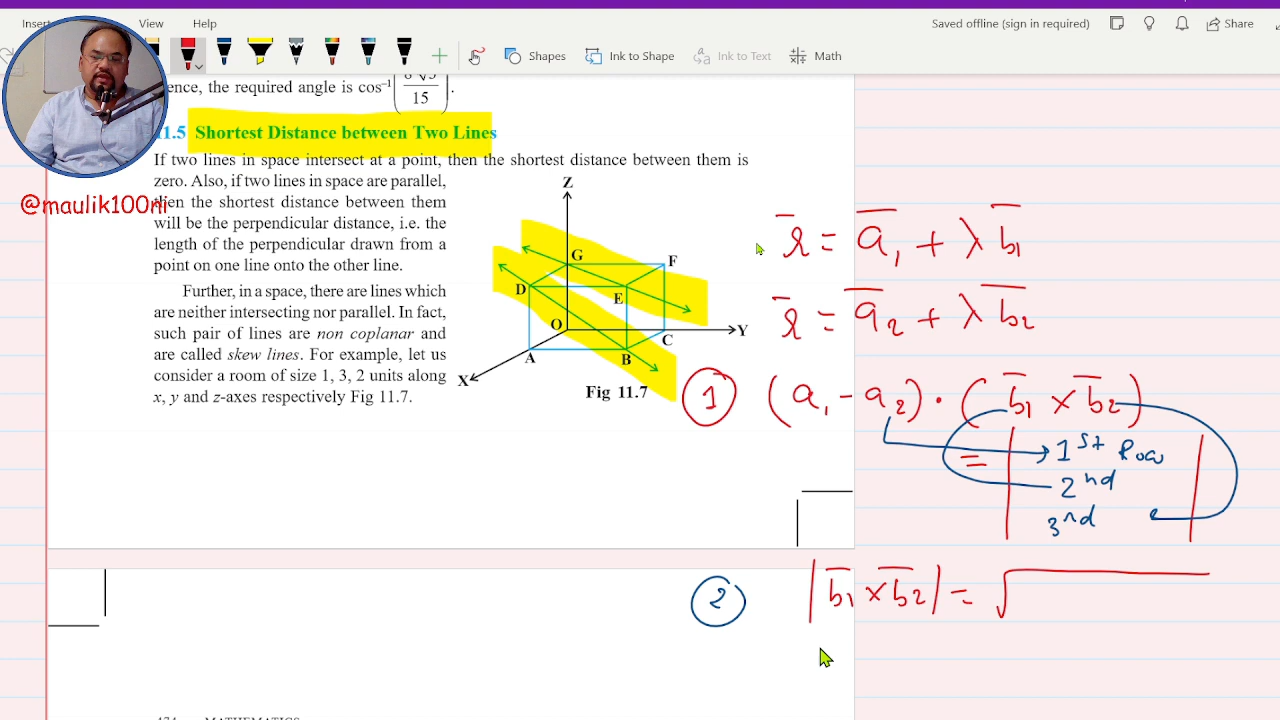 Inser
View
Help
Saved offline (sign in required)
Share
Shapes
Ink to Shape
Ink to Text
Math
ence, the required angle is cos⁻¹(6√3/15).
11.5 Shortest Distance between Two Lines
If two lines in space intersect at a point, then the shortest distance between them is
zero. Also, if two lines in space are parallel,
then the shortest distance between them
will be the perpendicular distance, i.e. the
length of the perpendicular drawn from a
point on one line onto the other line.
Further, in a space, there are lines which
are neither intersecting nor parallel. In fact,
such pair of lines are non coplanar and
are called skew lines. For example, let us
consider a room of size 1, 3, 2 units along
x, y and z-axes respectively Fig 11.7.
@maulik100ni
Z
G
F
D
E
O
Y
C
A
B
X
Fig 11.7
r̄ = ā₁ + λ b̄₁
r̄ = ā₂ + λ b̄₂
1 (a₁ - a₂) · (b̄₁ × b̄₂)
= | 1st Row
2nd
3rd |
2 |b̄₁ × b̄₂| = √
MATHEMATICS